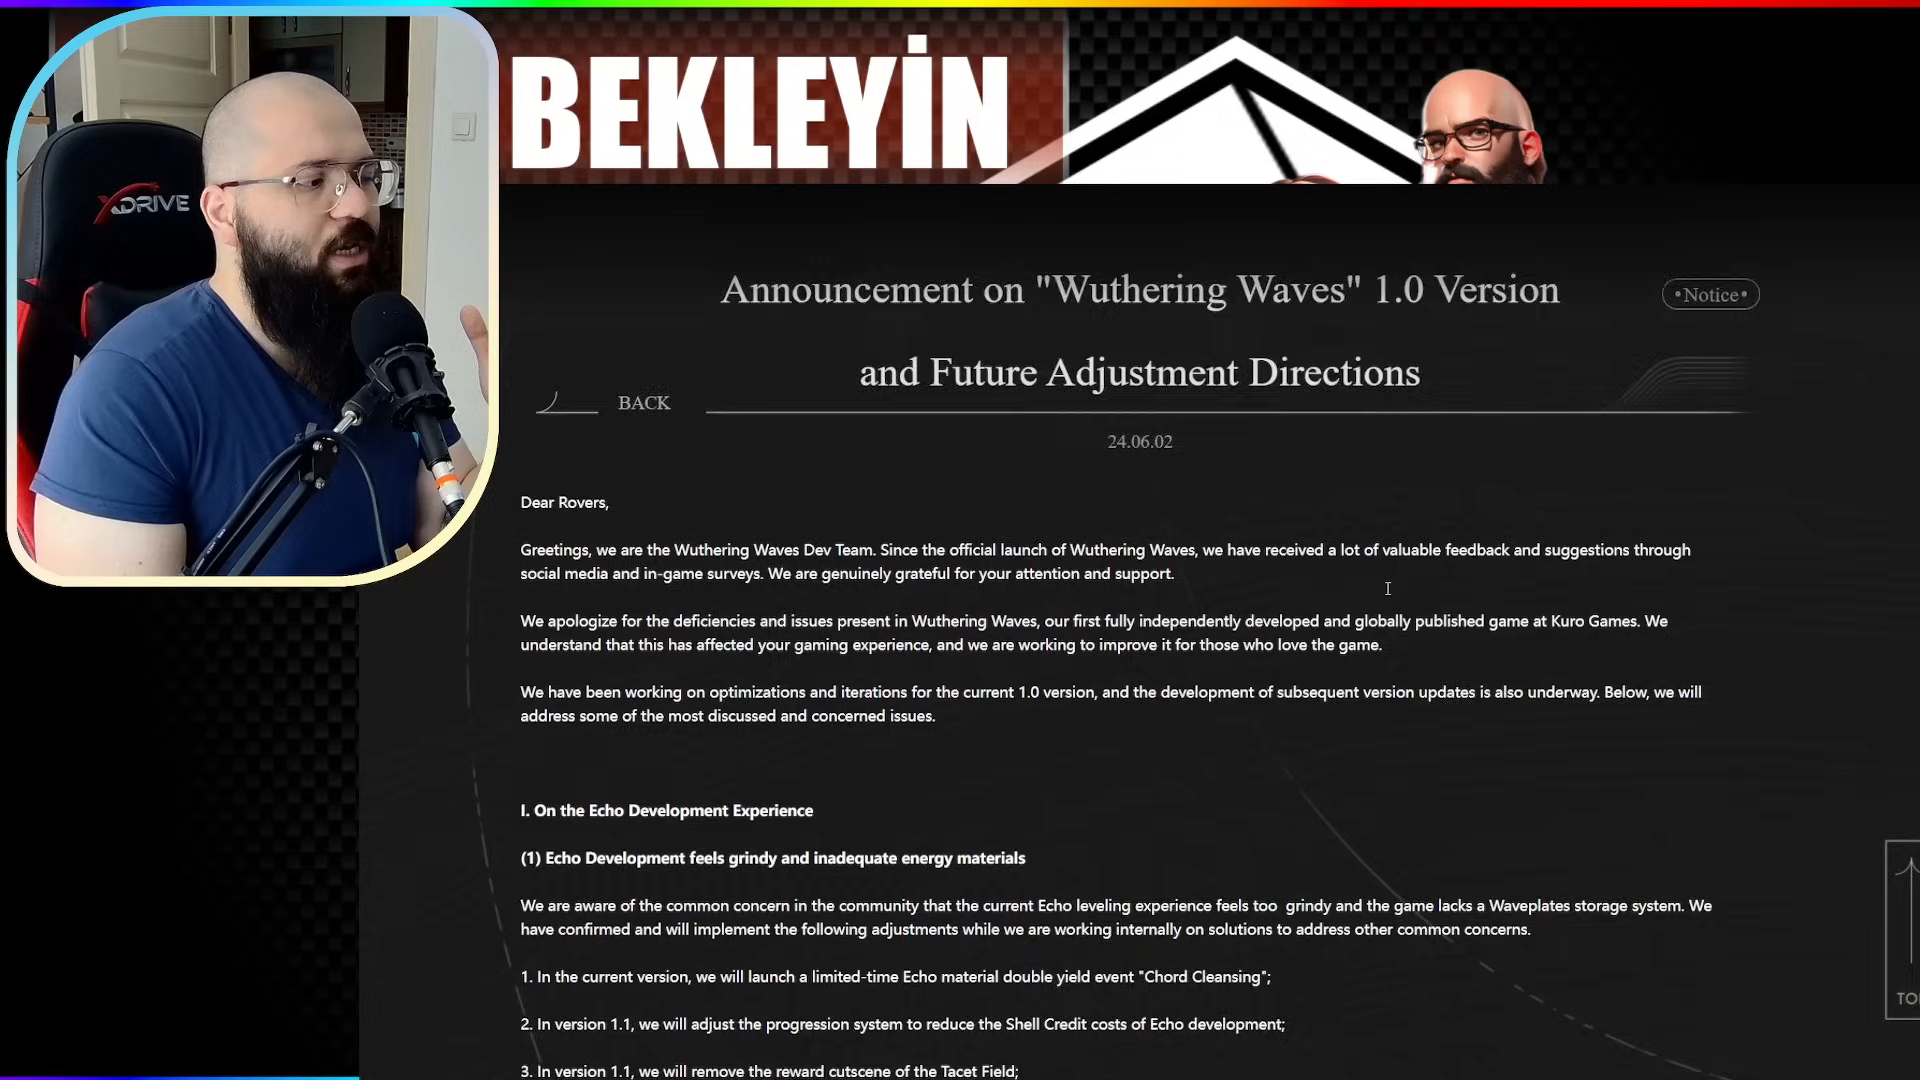 BEKLEYİN
XDRIVE
Announcement on "Wuthering Waves" 1.0 Version
•Notice•
and Future Adjustment Directions
BACK
24.06.02
Dear Rovers,
Greetings, we are the Wuthering Waves Dev Team. Since the official launch of Wuthering Waves, we have received a lot of valuable feedback and suggestions through
social media and in-game surveys. We are genuinely grateful for your attention and support.
We apologize for the deficiencies and issues present in Wuthering Waves, our first fully independently developed and globally published game at Kuro Games. We
understand that this has affected your gaming experience, and we are working to improve it for those who love the game.
We have been working on optimizations and iterations for the current 1.0 version, and the development of subsequent version updates is also underway. Below, we will
address some of the most discussed and concerned issues.
I. On the Echo Development Experience
(1) Echo Development feels grindy and inadequate energy materials
We are aware of the common concern in the community that the current Echo leveling experience feels too grindy and the game lacks a Waveplates storage system. We
have confirmed and will implement the following adjustments while we are working internally on solutions to address other common concerns.
1. In the current version, we will launch a limited-time Echo material double yield event "Chord Cleansing";
2. In version 1.1, we will adjust the progression system to reduce the Shell Credit costs of Echo development;
3. In version 1.1, we will remove the reward cutscene of the Tacet Field;